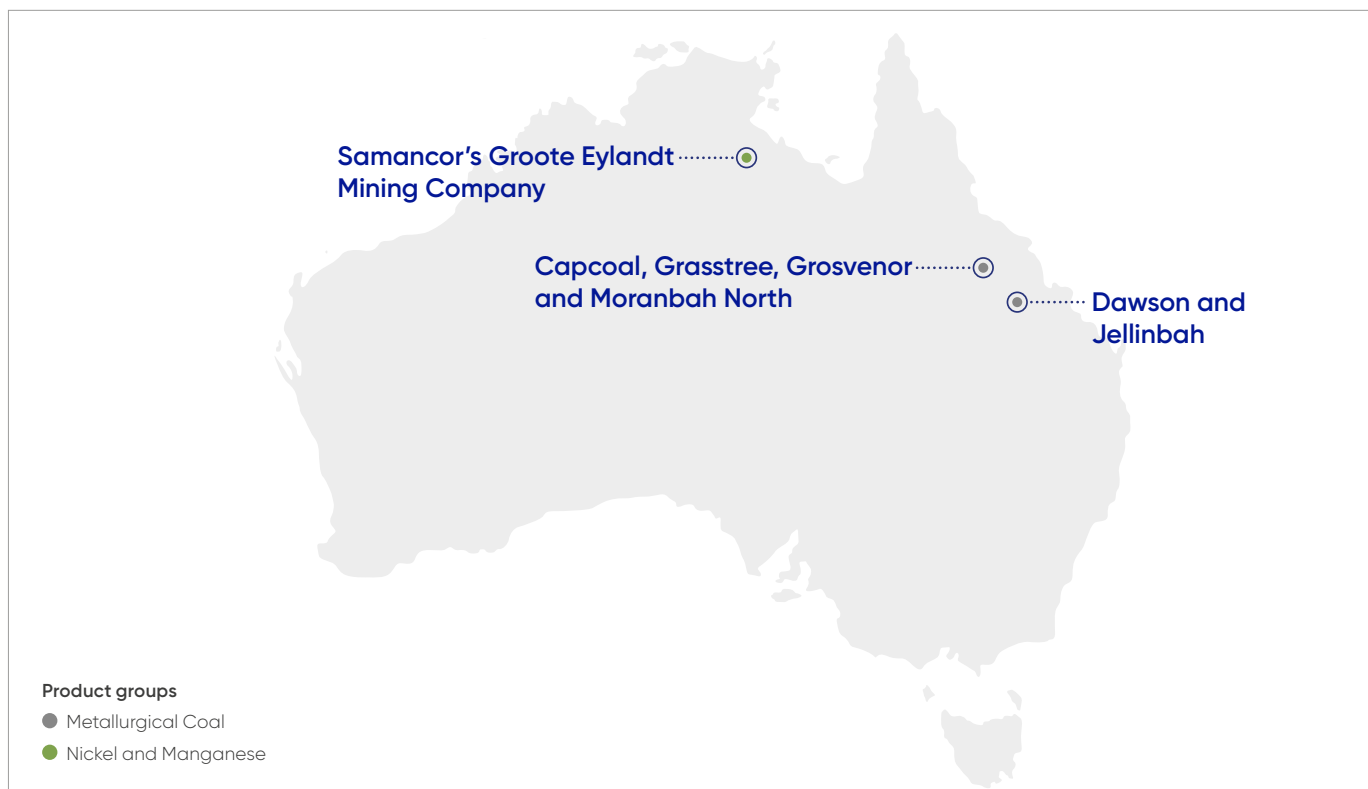 Samancor's Groote Eylandt
Mining Company
Capcoal, Grasstree, Grosvenor
and Moranbah North
Dawson and
Jellinbah
Product groups
Metallurgical Coal
Nickel and Manganese